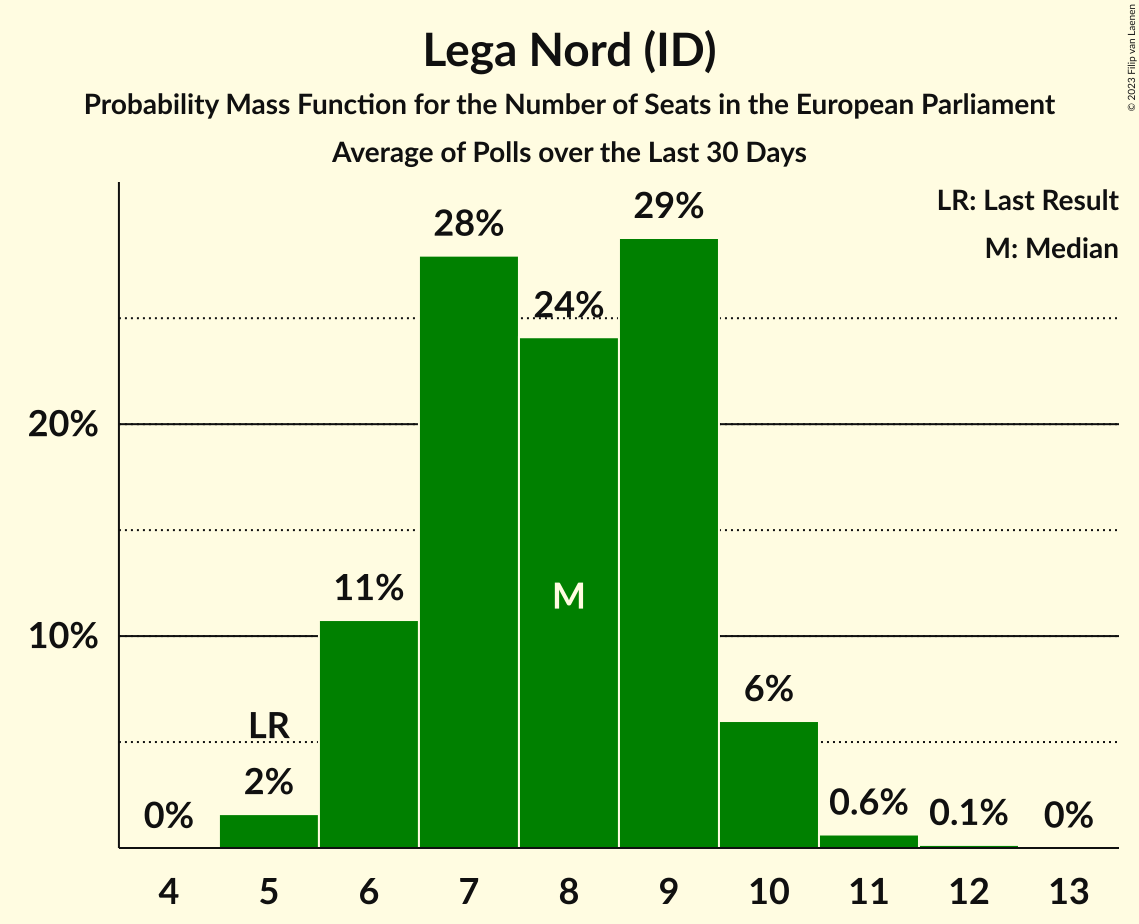 Lega Nord (ID)
Probability Mass Function for the Number of Seats in the European Parliament
Average of Polls over the Last 30 Days
© 2023 Filip van Laenen
LR: Last Result
M: Median
29%
28%
24%
20%
M
11%
10%
6%
LR
2%
0%
0.6%
0.1%
0%
4 5 6 7 8 9 10 11 12 13